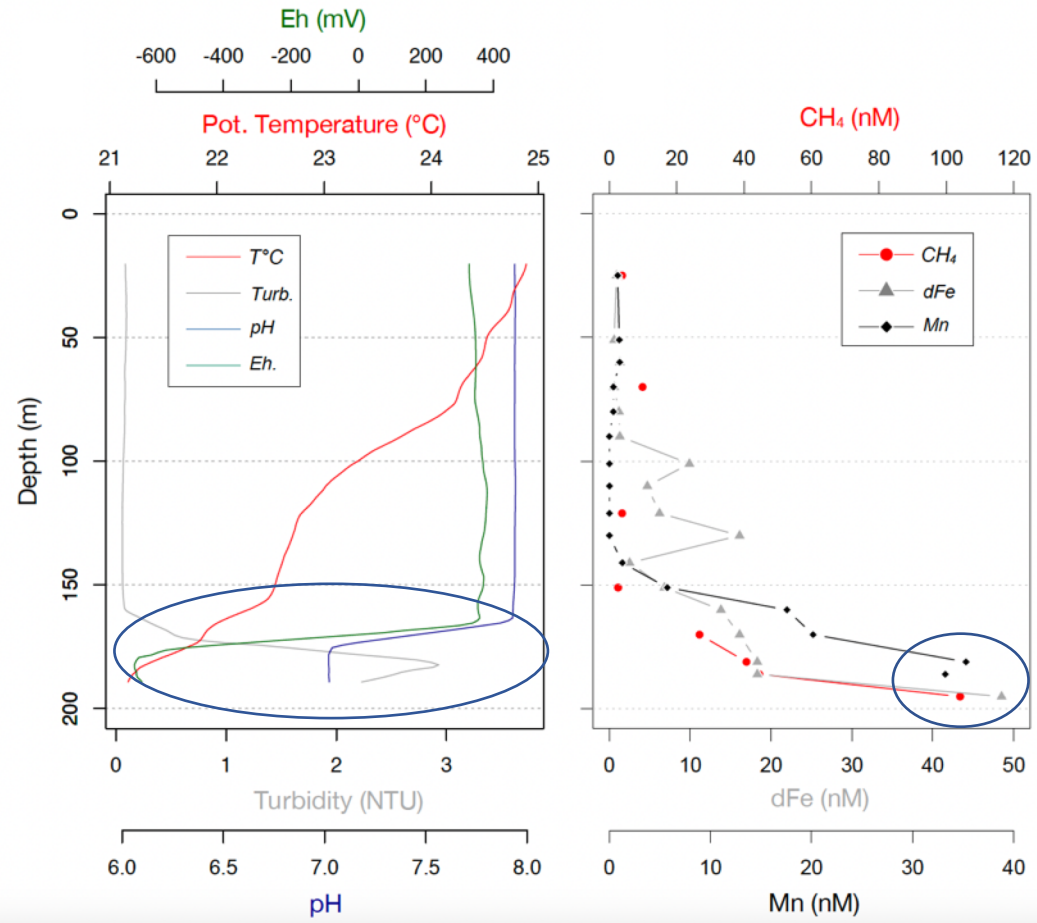 Eh (mV)
-600 -400 -200 0 200 400
Pot. Temperature (°C)
21 22 23 24 25
CH₄ (nM)
0 20 40 60 80 100 120
Depth (m)
0
50
100
150
200
T°C
Turb.
pH
Eh.
CH₄
dFe
Mn
0 1 2 3
Turbidity (NTU)
6.0 6.5 7.0 7.5 8.0
pH
0 10 20 30 40 50
dFe (nM)
0 10 20 30 40
Mn (nM)